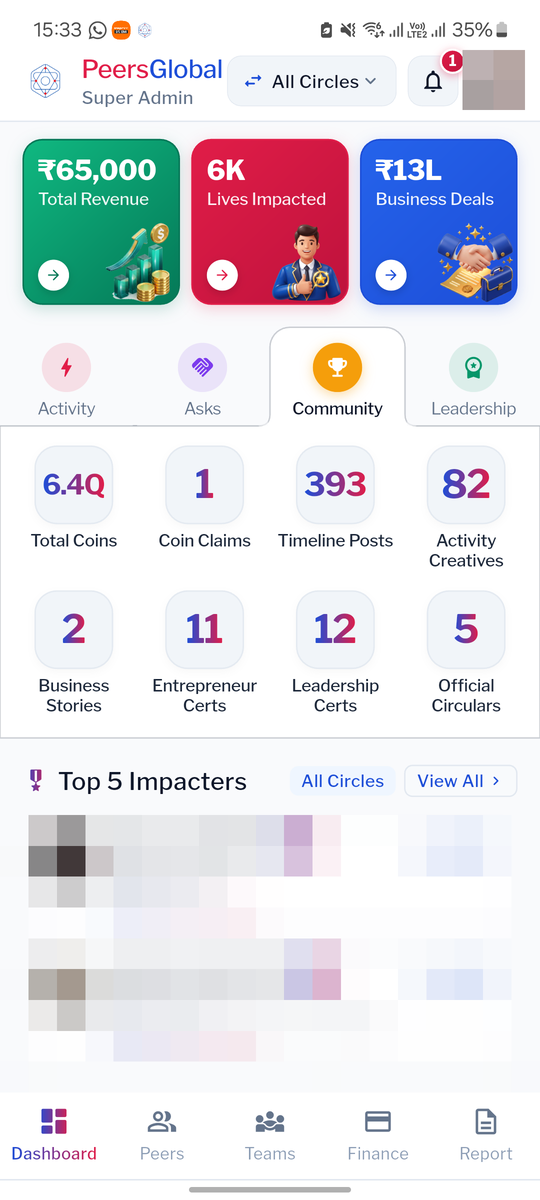 15:33
Vo))
LTE2
35%
PeersGlobal
Super Admin
All Circles
1
₹65,000
Total Revenue
6K
Lives Impacted
₹13L
Business Deals
Activity
Asks
Community
Leadership
6.4Q
1
393
82
Total Coins
Coin Claims
Timeline Posts
Activity
Creatives
2
11
12
5
Business
Stories
Entrepreneur
Certs
Leadership
Certs
Official
Circulars
Top 5 Impacters
All Circles
View All
Dashboard
Peers
Teams
Finance
Report